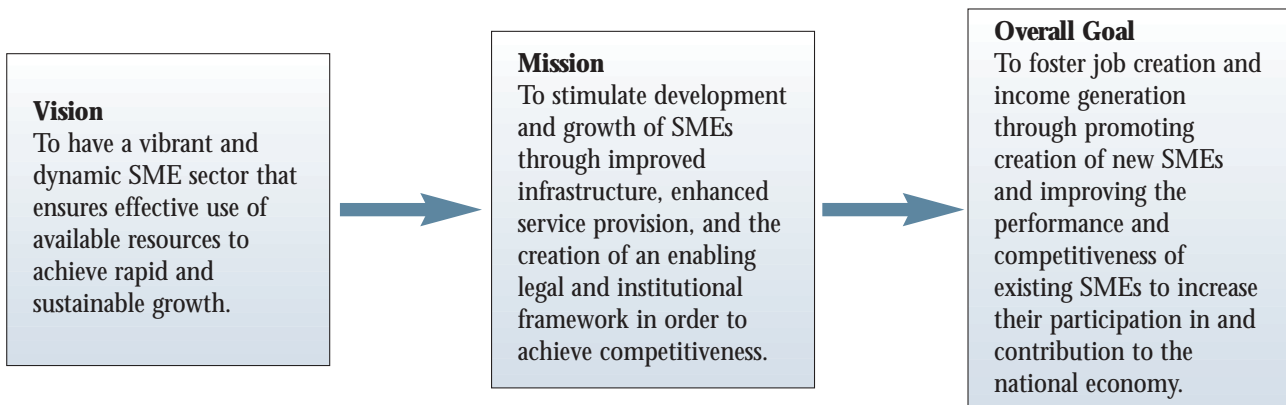 Vision
To have a vibrant and
dynamic SME sector that
ensures effective use of
available resources to
achieve rapid and
sustainable growth.
Mission
To stimulate development
and growth of SMEs
through improved
infrastructure, enhanced
service provision, and the
creation of an enabling
legal and institutional
framework in order to
achieve competitiveness.
Overall Goal
To foster job creation and
income generation
through promoting
creation of new SMEs
and improving the
performance and
competitiveness of
existing SMEs to increase
their participation in and
contribution to the
national economy.